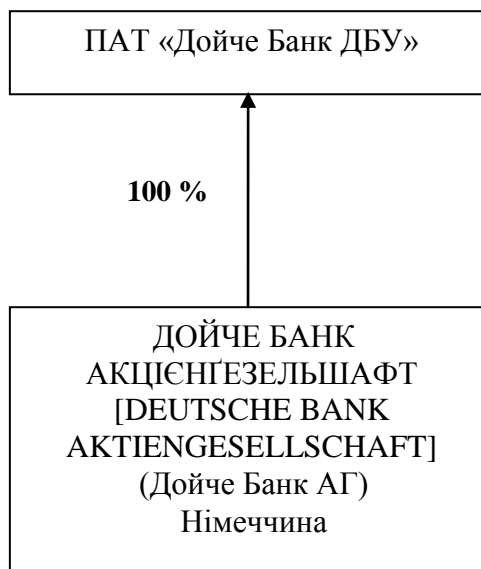 ПАТ «Дойче Банк ДБУ»
100 %
ДОЙЧЕ БАНК
АКЦІЄНҐЕЗЕЛЬШАФТ
[DEUTSCHE BANK
AKTIENGESELLSCHAFT]
(Дойче Банк АГ)
Німеччина